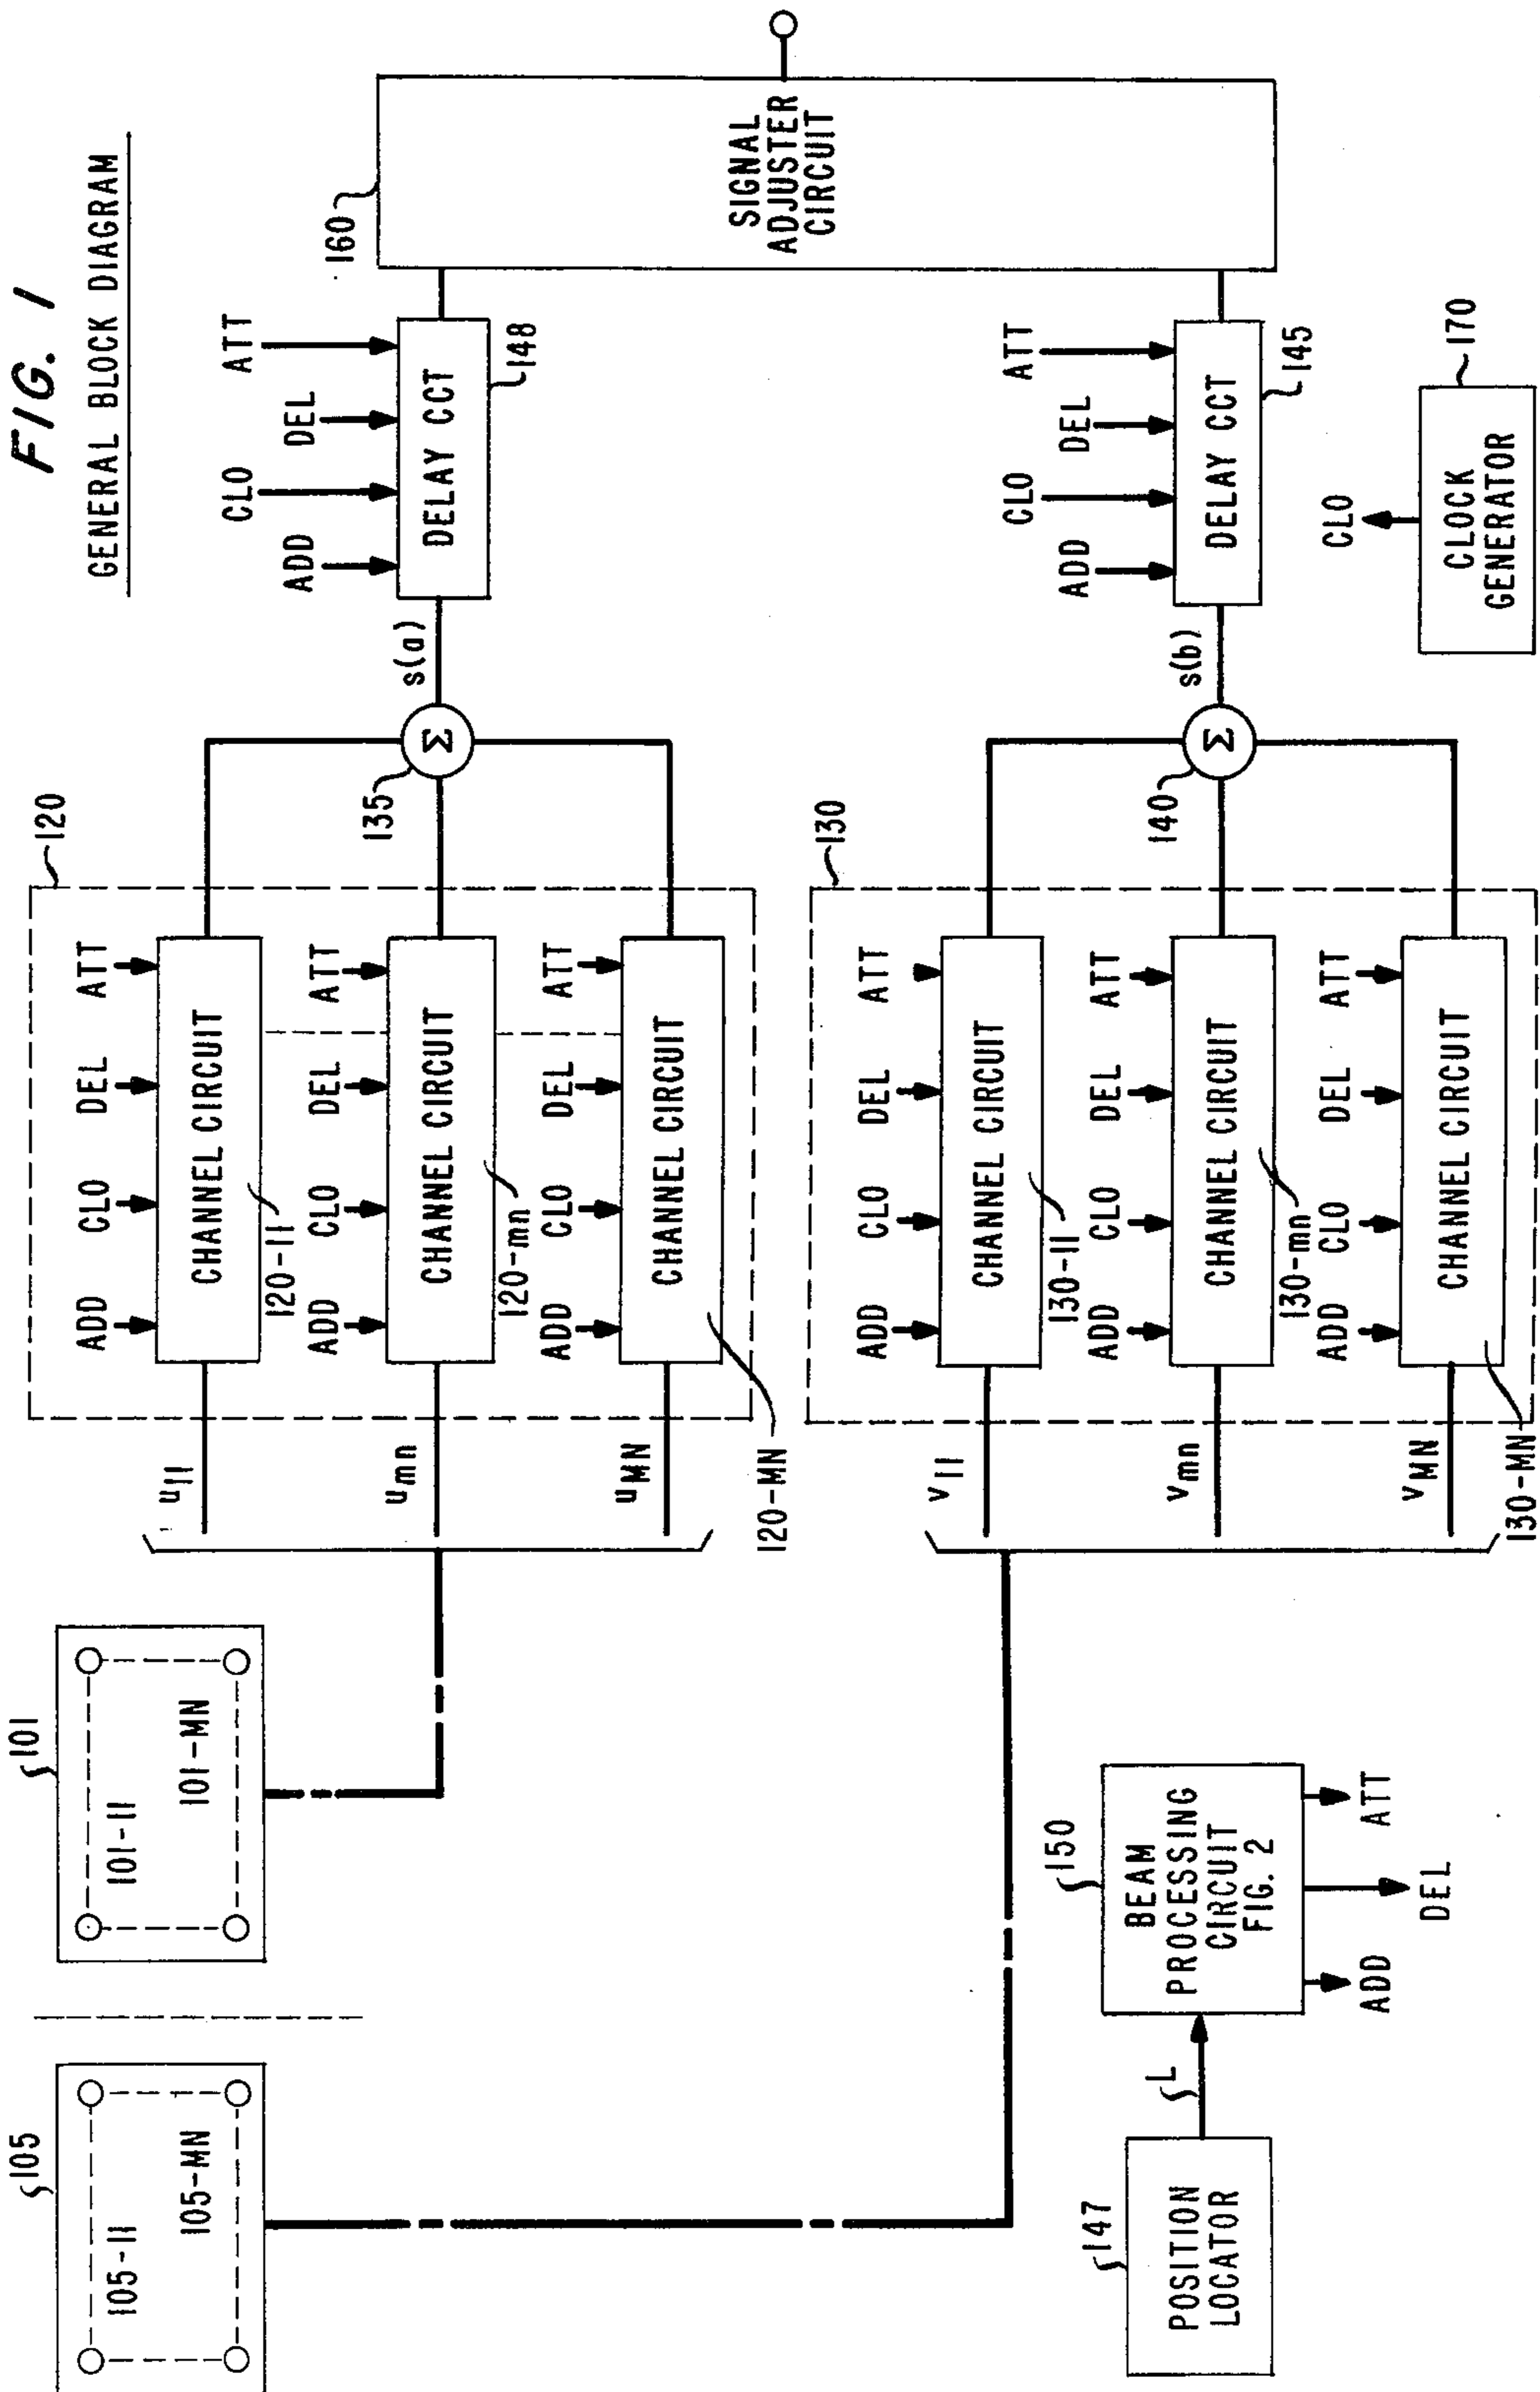 FIG. 1
GENERAL BLOCK DIAGRAM
105
105-11
105-MN
101
101-11
101-MN
u11
umn
uMN
120
ADD CLO DEL ATT
CHANNEL CIRCUIT
120-11
ADD CLO DEL ATT
CHANNEL CIRCUIT
120-mn
ADD CLO DEL ATT
CHANNEL CIRCUIT
120-MN
135
Σ
s(a)
ADD CLO DEL ATT
DELAY CCT
148
160
SIGNAL
ADJUSTER
CIRCUIT
v11
vmn
vMN
130
ADD CLO DEL ATT
CHANNEL CIRCUIT
130-11
ADD CLO DEL ATT
CHANNEL CIRCUIT
130-mn
ADD CLO DEL ATT
CHANNEL CIRCUIT
130-MN
140
Σ
s(b)
ADD CLO DEL ATT
DELAY CCT
145
147
POSITION
LOCATOR
L
150
BEAM
PROCESSING
CIRCUIT
FIG. 2
ADD DEL ATT
CLO
170
CLOCK
GENERATOR